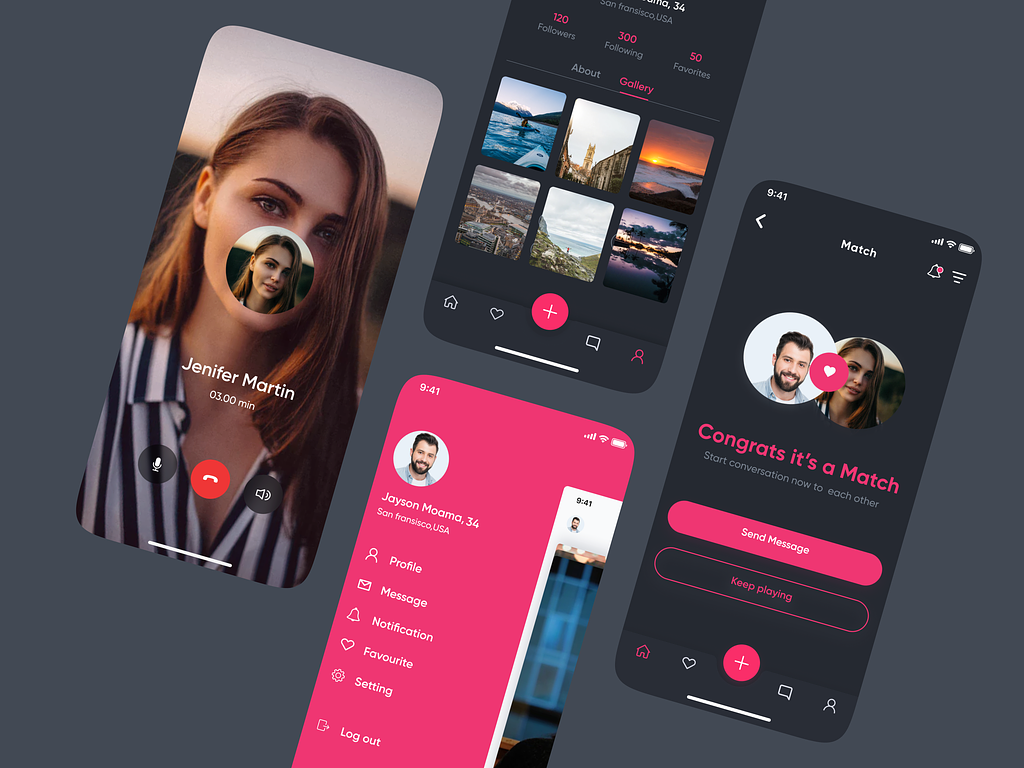 Jenifer Martin
03.00 min
34
San fransisco,USA
120
Followers
300
Following
50
Favorites
About
Gallery
9:41
Jayson Moama, 34
San fransisco,USA
Profile
Message
Notification
Favourite
Setting
Log out
9:41
9:41
Match
Congrats it's a Match
Start conversation now to each other
Send Message
Keep playing